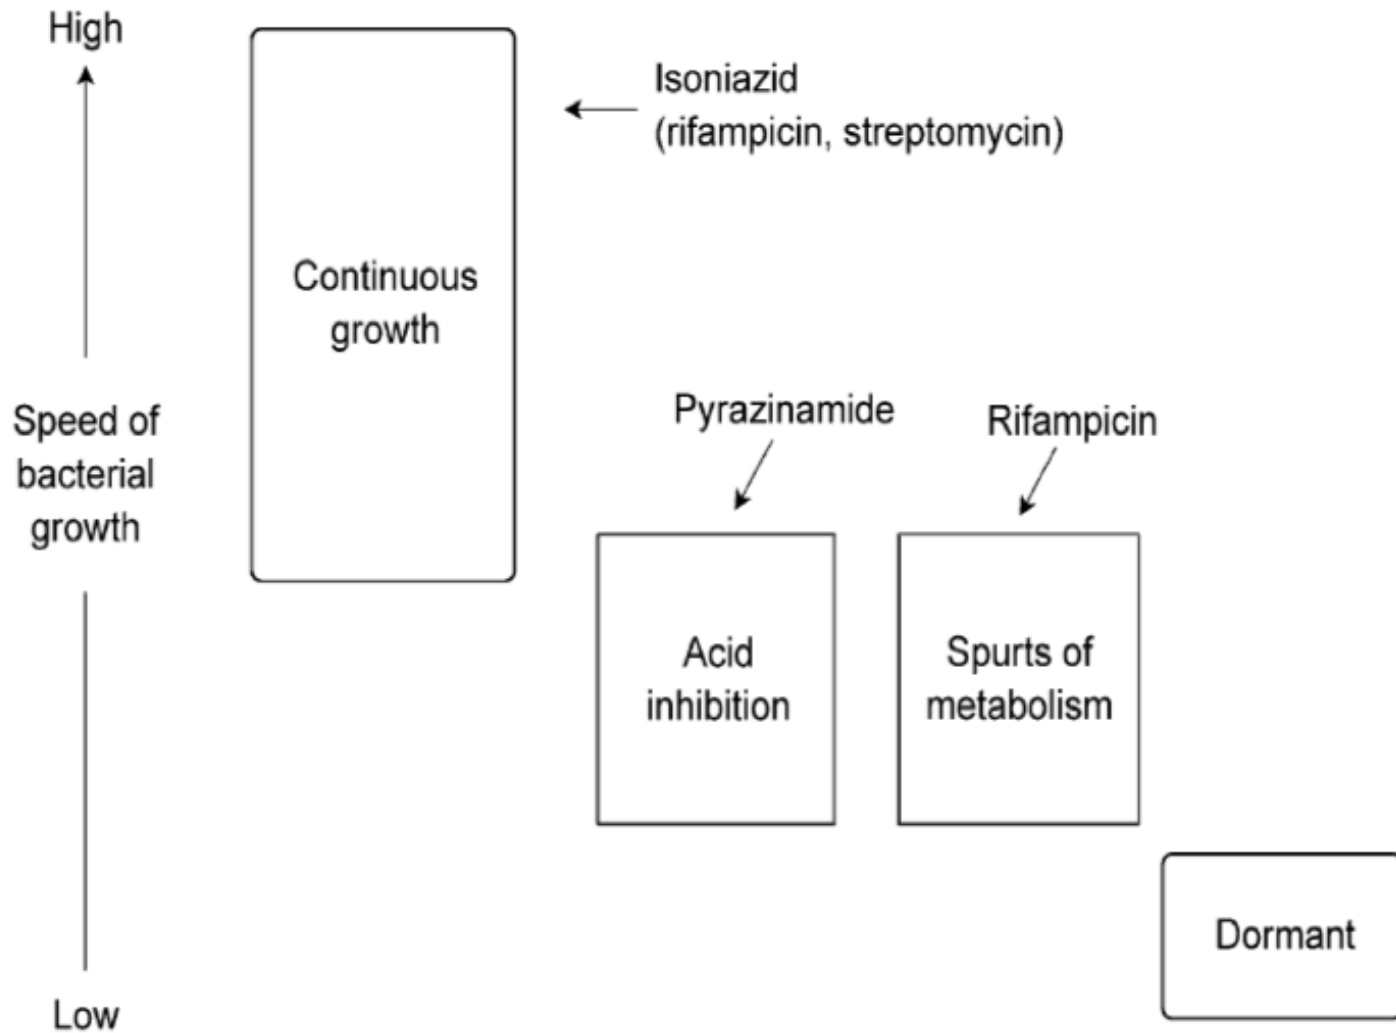 High
Isoniazid
(rifampicin, streptomycin)
Continuous
growth
Pyrazinamide
Rifampicin
Speed of
bacterial
growth
Acid
inhibition
Spurts of
metabolism
Dormant
Low